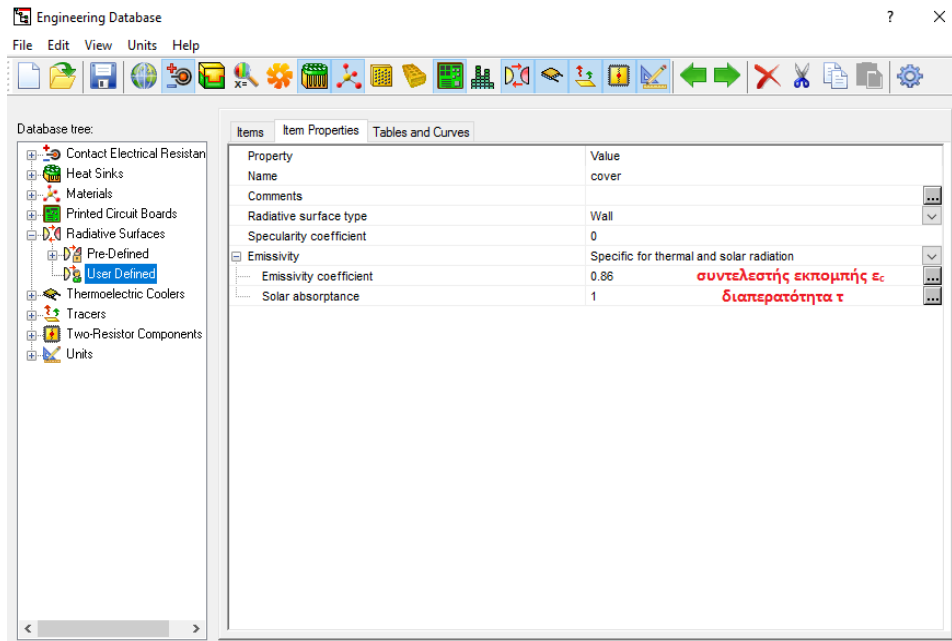 Engineering Database
File Edit View Units Help
Database tree:
Contact Electrical Resistan
Heat Sinks
Materials
Printed Circuit Boards
Radiative Surfaces
Pre-Defined
User Defined
Thermoelectric Coolers
Tracers
Two-Resistor Components
Units
Items Item Properties Tables and Curves
Property Value
Name cover
Comments
Radiative surface type Wall
Specularity coefficient 0
Emissivity Specific for thermal and solar radiation
Emissivity coefficient 0.86 συντελεστής εκπομπής εc
Solar absorptance 1 διαπερατότητα τ